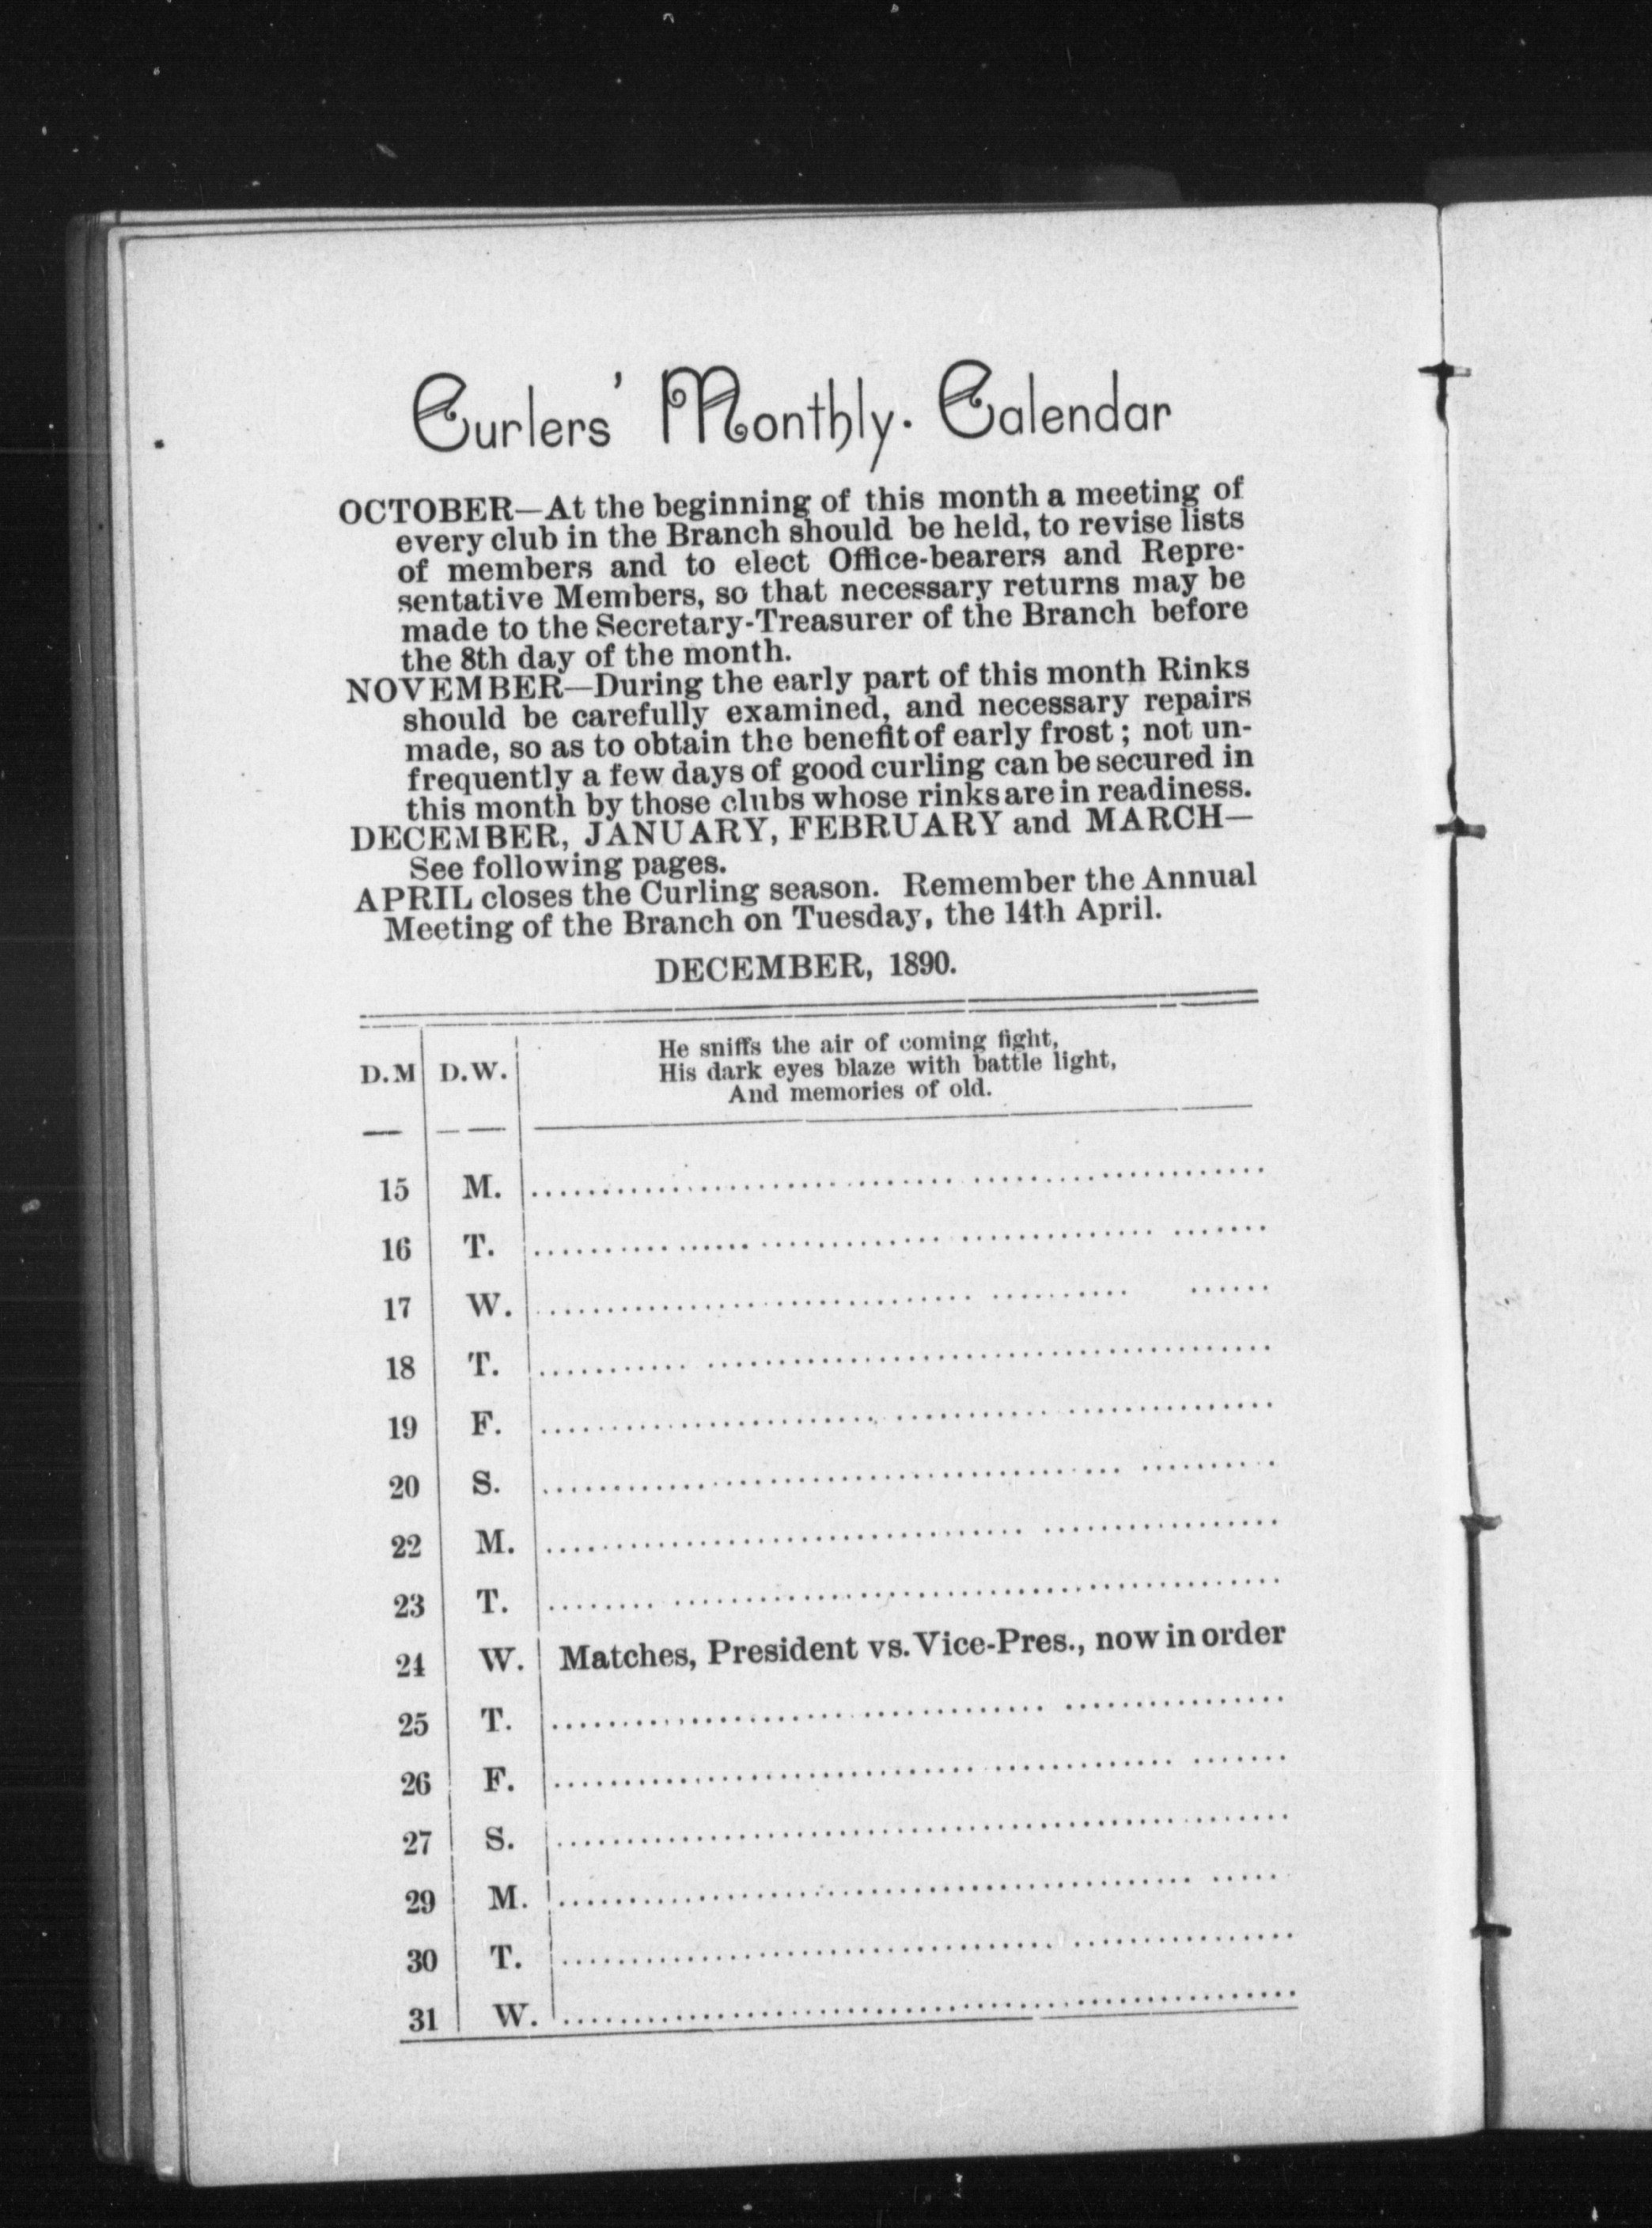 Curlers' Monthly. Calendar
OCTOBER—At the beginning of this month a meeting of
every club in the Branch should be held, to revise lists
of members and to elect Office-bearers and Repre-
sentative Members, so that necessary returns may be
made to the Secretary-Treasurer of the Branch before
the 8th day of the month.
NOVEMBER—During the early part of this month Rinks
should be carefully examined, and necessary repairs
made, so as to obtain the benefit of early frost; not un-
frequently a few days of good curling can be secured in
this month by those clubs whose rinks are in readiness.
DECEMBER, JANUARY, FEBRUARY and MARCH—
See following pages.
APRIL closes the Curling season. Remember the Annual
Meeting of the Branch on Tuesday, the 14th April.
DECEMBER, 1890.
He sniffs the air of coming fight,
D.M D.W. His dark eyes blaze with battle light,
And memories of old.
15 M.
16 T.
17 W.
18 T.
19 F.
20 S.
22 M.
23 T.
24 W. Matches, President vs. Vice-Pres., now in order
25 T.
26 F.
27 S.
29 M.
30 T.
31 W.